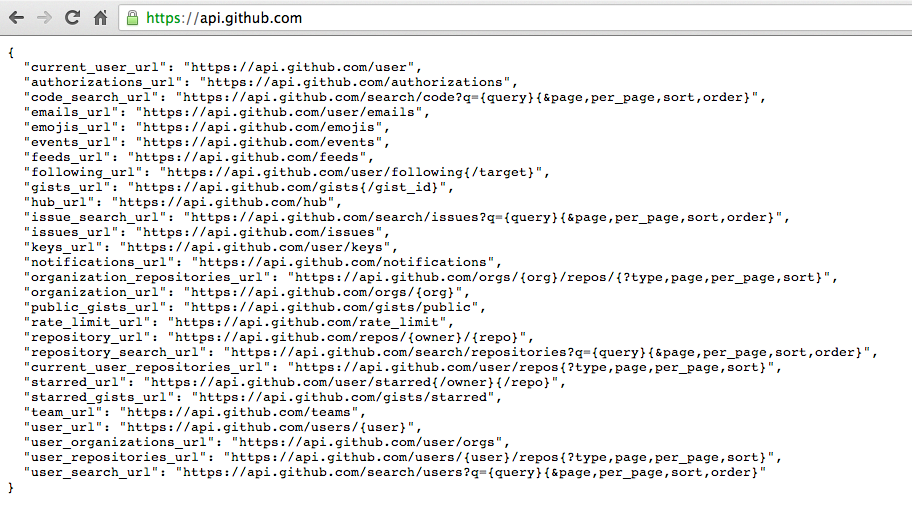 https://api.github.com
{
  "current_user_url": "https://api.github.com/user",
  "authorizations_url": "https://api.github.com/authorizations",
  "code_search_url": "https://api.github.com/search/code?q={query}{&page,per_page,sort,order}",
  "emails_url": "https://api.github.com/user/emails",
  "emojis_url": "https://api.github.com/emojis",
  "events_url": "https://api.github.com/events",
  "feeds_url": "https://api.github.com/feeds",
  "following_url": "https://api.github.com/user/following{/target}",
  "gists_url": "https://api.github.com/gists{/gist_id}",
  "hub_url": "https://api.github.com/hub",
  "issue_search_url": "https://api.github.com/search/issues?q={query}{&page,per_page,sort,order}",
  "issues_url": "https://api.github.com/issues",
  "keys_url": "https://api.github.com/user/keys",
  "notifications_url": "https://api.github.com/notifications",
  "organization_repositories_url": "https://api.github.com/orgs/{org}/repos/{?type,page,per_page,sort}",
  "organization_url": "https://api.github.com/orgs/{org}",
  "public_gists_url": "https://api.github.com/gists/public",
  "rate_limit_url": "https://api.github.com/rate_limit",
  "repository_url": "https://api.github.com/repos/{owner}/{repo}",
  "repository_search_url": "https://api.github.com/search/repositories?q={query}{&page,per_page,sort,order}",
  "current_user_repositories_url": "https://api.github.com/user/repos{?type,page,per_page,sort}",
  "starred_url": "https://api.github.com/user/starred{/owner}{/repo}",
  "starred_gists_url": "https://api.github.com/gists/starred",
  "team_url": "https://api.github.com/teams",
  "user_url": "https://api.github.com/users/{user}",
  "user_organizations_url": "https://api.github.com/user/orgs",
  "user_repositories_url": "https://api.github.com/users/{user}/repos{?type,page,per_page,sort}",
  "user_search_url": "https://api.github.com/search/users?q={query}{&page,per_page,sort,order}"
}